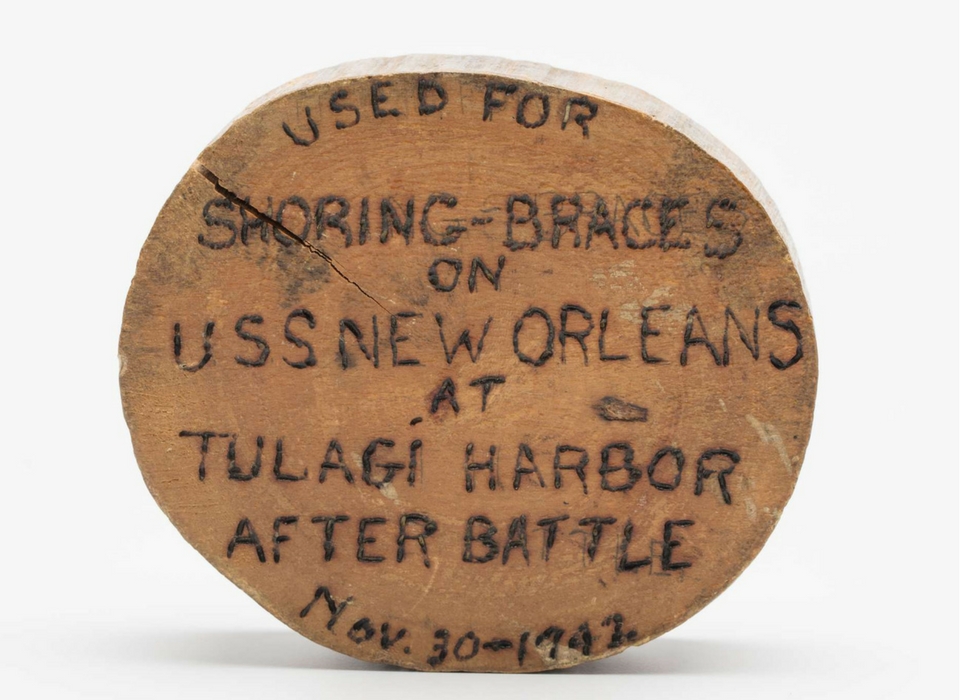 USED FOR
SHORING-BRACES
ON
USS NEW ORLEANS
AT
TULAGI HARBOR
AFTER BATTLE
Nov. 30-1942.